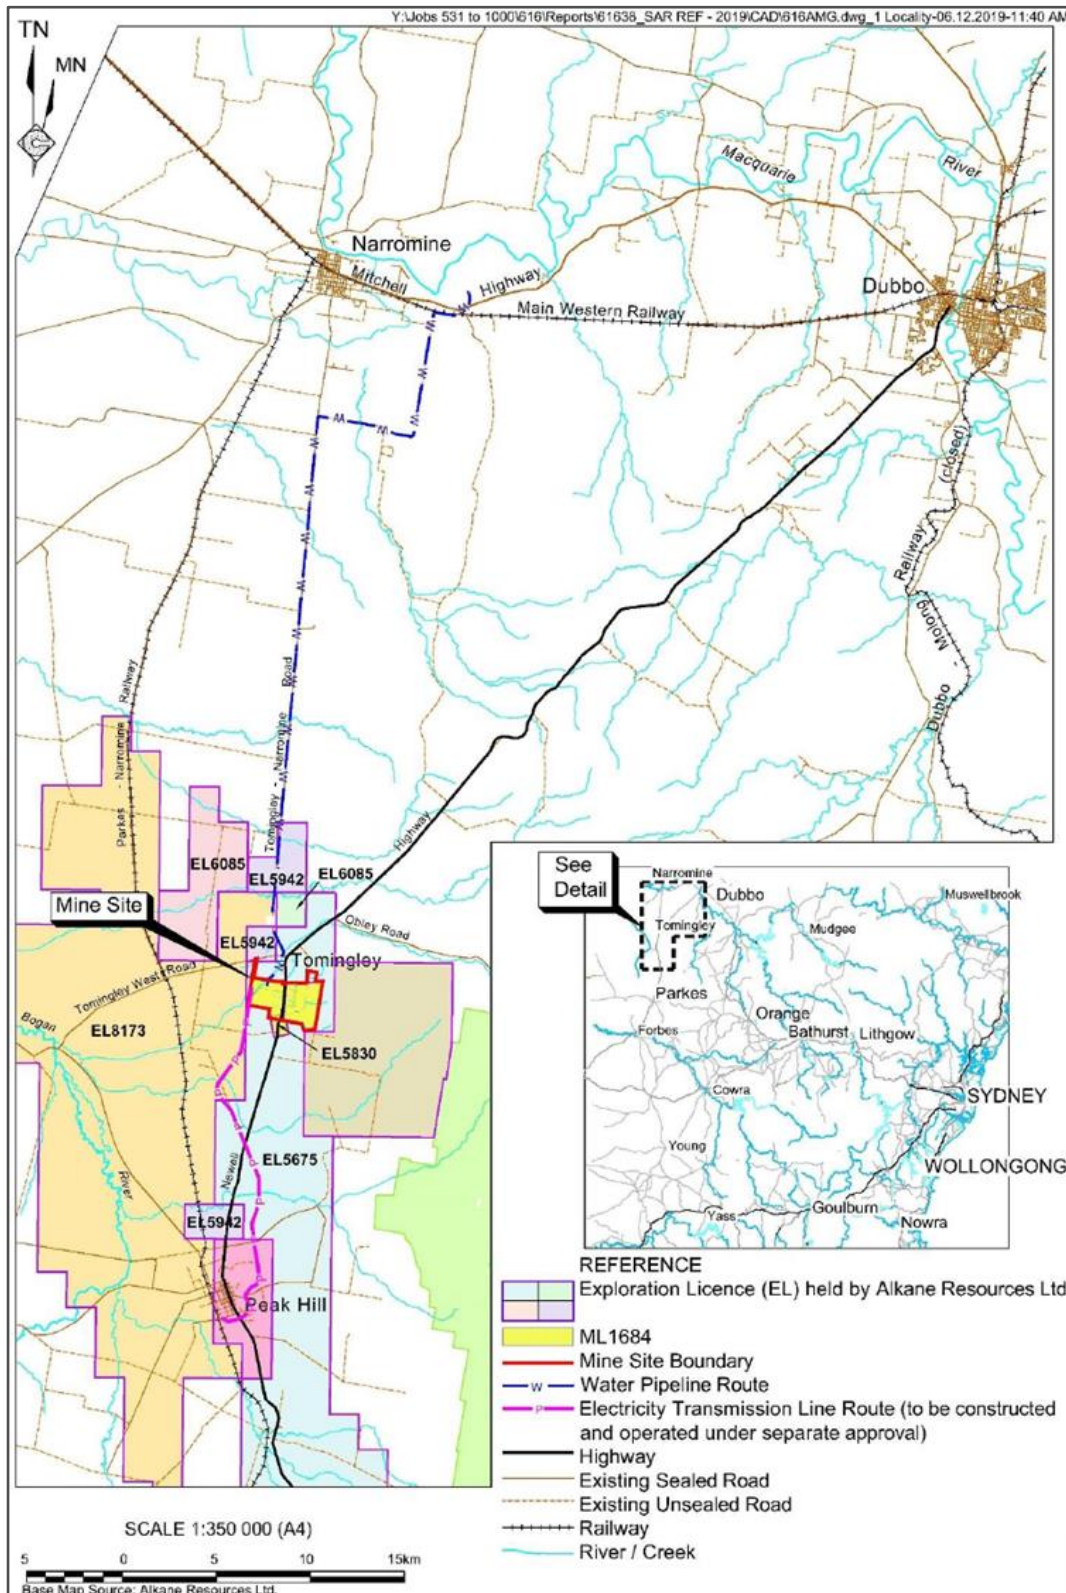 Y:\Jobs 531 to 1000\616\Reports\61638_SAR REF - 2019\CAD\616AMG.dwg_1 Locality-06.12.2019-11:40 AM
TN
MN
Macquarie
River
Narromine
Mitchell
Highway
Dubbo
Main Western Railway
(closed)
Railway
Molong -
Dubbo
Road
Tomingley - Narromine
Railway
Parkes - Narromine
Highway
EL6085
EL5942
EL6085
Mine Site
Obley Road
EL5942
Tomingley
Tomingley West Road
Bogan
EL8173
EL5830
River
Newell
EL5675
EL5942
Peak Hill
See
Detail
Narromine
Dubbo
Muswellbrook
Tomingley
Mudgee
Parkes
Orange
Forbes
Bathurst
Lithgow
Cowra
SYDNEY
Young
WOLLONGONG
Yass
Goulburn
Nowra
REFERENCE
Exploration Licence (EL) held by Alkane Resources Ltd
ML1684
Mine Site Boundary
W
Water Pipeline Route
P
Electricity Transmission Line Route (to be constructed
and operated under separate approval)
Highway
Existing Sealed Road
Existing Unsealed Road
Railway
River / Creek
SCALE 1:350 000 (A4)
5 0 5 10 15km
Base Map Source: Alkane Resources Ltd.